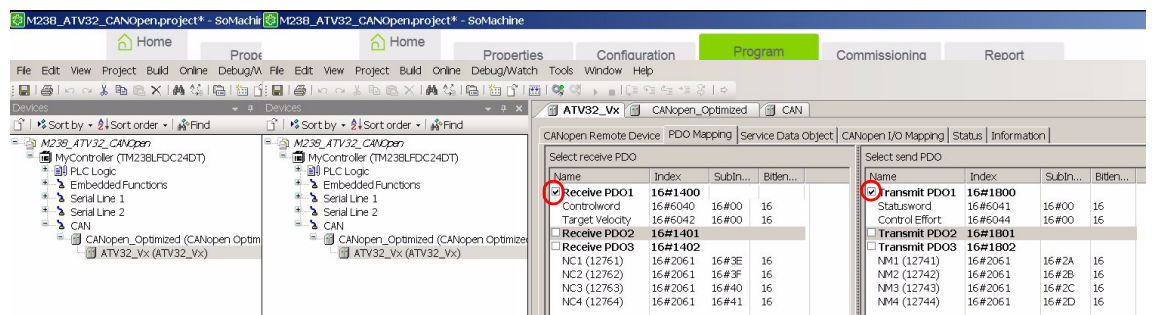 M238_ATV32_CANOpen.project* - SoMachin M238_ATV32_CANOpen.project* - SoMachine
Home Prope Home Properties Configuration Program Commissioning Report
File Edit View Project Build Online Debug/W File Edit View Project Build Online Debug/Watch Tools Window Help
Devices Devices ATV32_Vx CANopen_Optimized CAN
Sort by Sort order Find Sort by Sort order Find CANopen Remote Device PDO Mapping Service Data Object CANopen I/O Mapping Status Information
M238_ATV32_CANOpen M238_ATV32_CANOpen
MyController (TM238LFDC24DT) MyController (TM238LFDC24DT) Select receive PDO Select send PDO
PLC Logic PLC Logic Name Index SubIn... Bitlen... Name Index SubIn... Bitlen...
Embedded Functions Embedded Functions Receive PDO1 16#1400 Transmit PDO1 16#1800
Serial Line 1 Serial Line 1 Controlword 16#6040 16#00 16 Statusword 16#6041 16#00 16
Serial Line 2 Serial Line 2 Target Velocity 16#6042 16#00 16 Control Effort 16#6044 16#00 16
CAN CAN Receive PDO2 16#1401 Transmit PDO2 16#1801
CANopen_Optimized (CANopen Optim CANopen_Optimized (CANopen Optimize Receive PDO3 16#1402 Transmit PDO3 16#1802
ATV32_Vx (ATV32_Vx) ATV32_Vx (ATV32_Vx) NC1 (12761) 16#2061 16#3E 16 NM1 (12741) 16#2061 16#2A 16
NC2 (12762) 16#2061 16#3F 16 NM2 (12742) 16#2061 16#2B 16
NC3 (12763) 16#2061 16#40 16 NM3 (12743) 16#2061 16#2C 16
NC4 (12764) 16#2061 16#41 16 NM4 (12744) 16#2061 16#2D 16